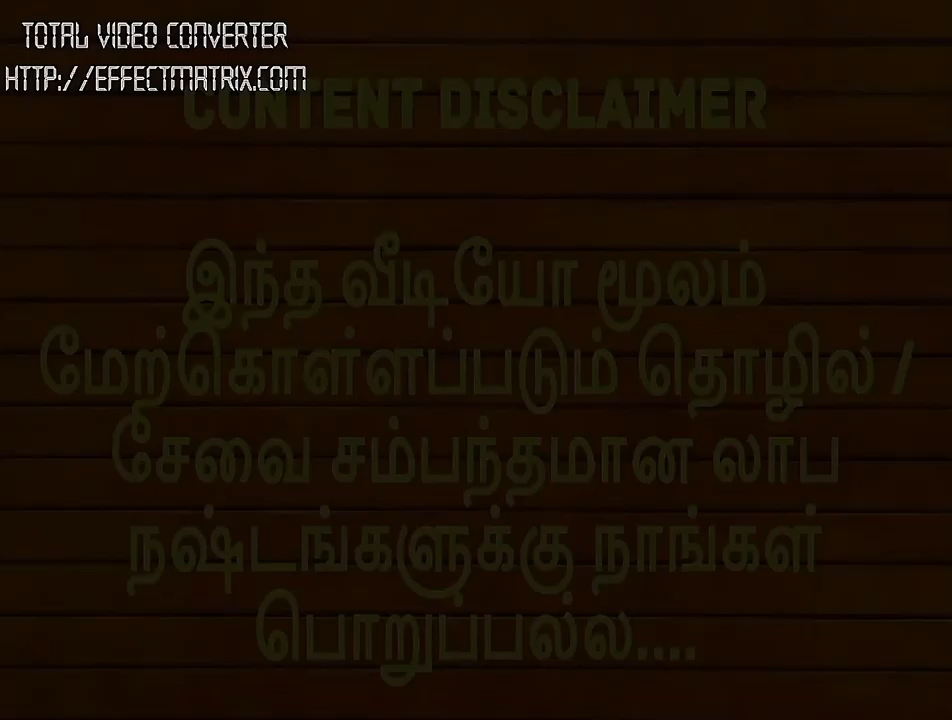 TOTAL VIDEO CONVERTER
HTTP://EFFECTMATRIX.COM
CONTENT DISCLAIMER
இந்த வீடியோ மூலம்
மேற்கொள்ளப்படும் தொழில் /
சேவை சம்பந்தமான லாப
நஷ்டங்களுக்கு நாங்கள்
பொறுப்பல்ல....